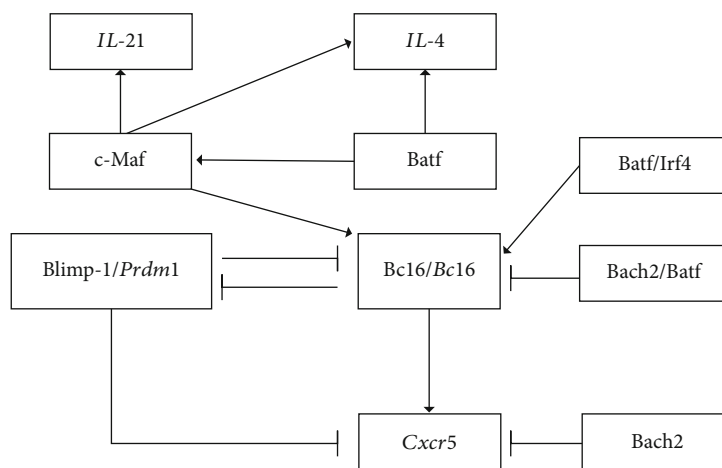 IL-21
IL-4
c-Maf
Batf
Batf/Irf4
Blimp-1/Prdm1
Bc16/Bc16
Bach2/Batf
Cxcr5
Bach2